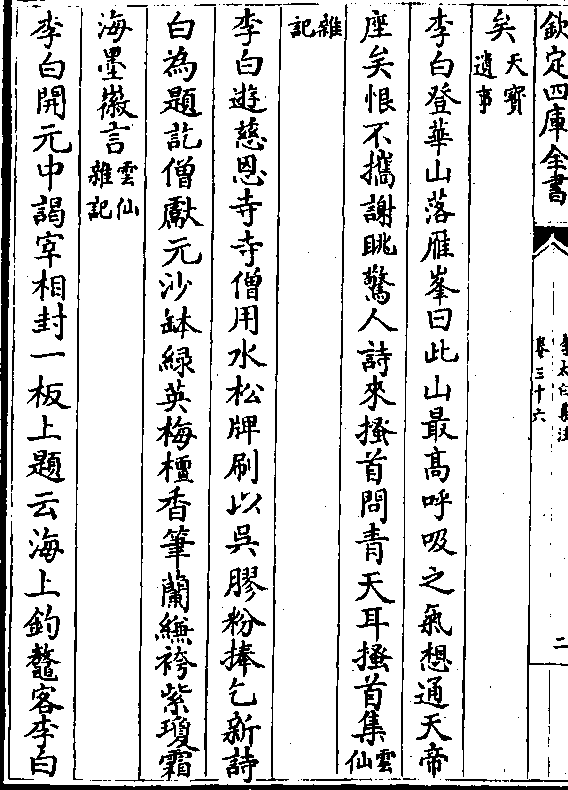 欽定四庫全書
李太白集注
卷三十六
二
矣天寶遺事
李白登華山落雁峯曰此山最高呼吸之氣想通天帝
座矣恨不攜謝眺驚人詩來搔首問青天耳搔首集雲仙
雜記
李白遊慈恩寺寺僧用水松牌刷以吳膠粉捧乞新詩
白為題訖僧獻元沙缽綠英梅檀香筆蘭縑袴紫瓊霜
海墨微言雲仙雜記
李白開元中謁宰相封一板上題云海上釣鼇客李白